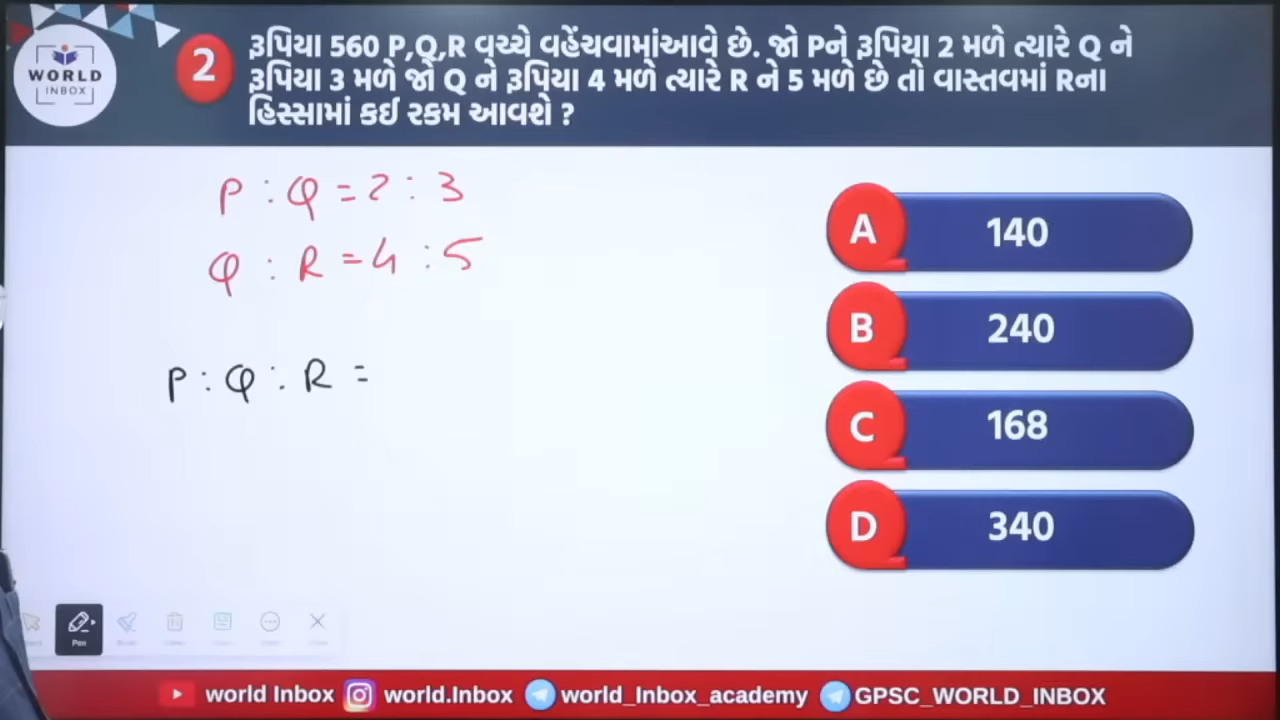 WORLD
INBOX
2
રૂપિયા 560 P,Q,R વચ્ચે વહેંચવામાંઆવે છે. જો Pને રૂપિયા 2 મળે ત્યારે Q ને
રૂપિયા 3 મળે જો Q ને રૂપિયા 4 મળે ત્યારે R ને 5 મળે છે તો વાસ્તવમાં Rના
હિસ્સામાં કઈ રકમ આવશે ?
P : Q = 2 : 3
Q : R = 4 : 5
P : Q : R =
A 140
B 240
C 168
D 340
Pen
world Inbox world.Inbox world_Inbox_academy GPSC_WORLD_INBOX